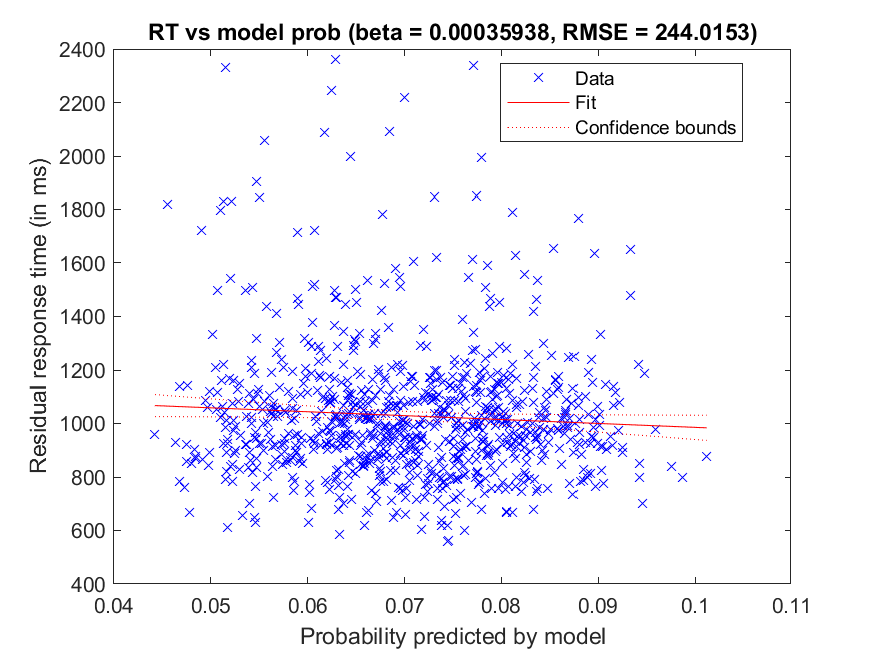 RT vs model prob (beta = 0.00035938, RMSE = 244.0153)
Data
Fit
Confidence bounds
Residual response time (in ms)
2400
2200
2000
1800
1600
1400
1200
1000
800
600
400
0.04 0.05 0.06 0.07 0.08 0.09 0.1 0.11
Probability predicted by model